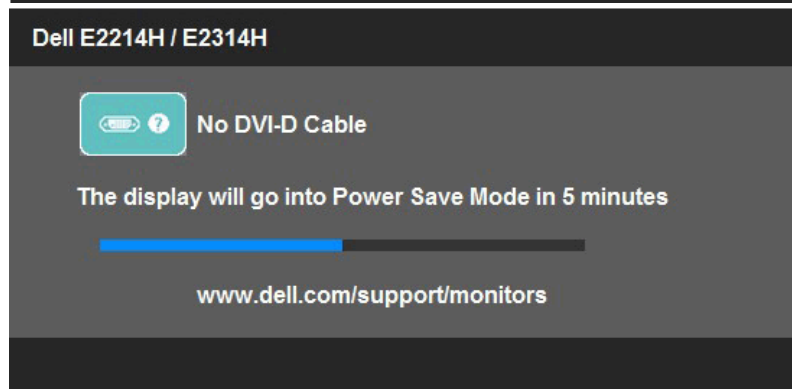 Dell E2214H / E2314H
No DVI-D Cable
The display will go into Power Save Mode in 5 minutes
www.dell.com/support/monitors